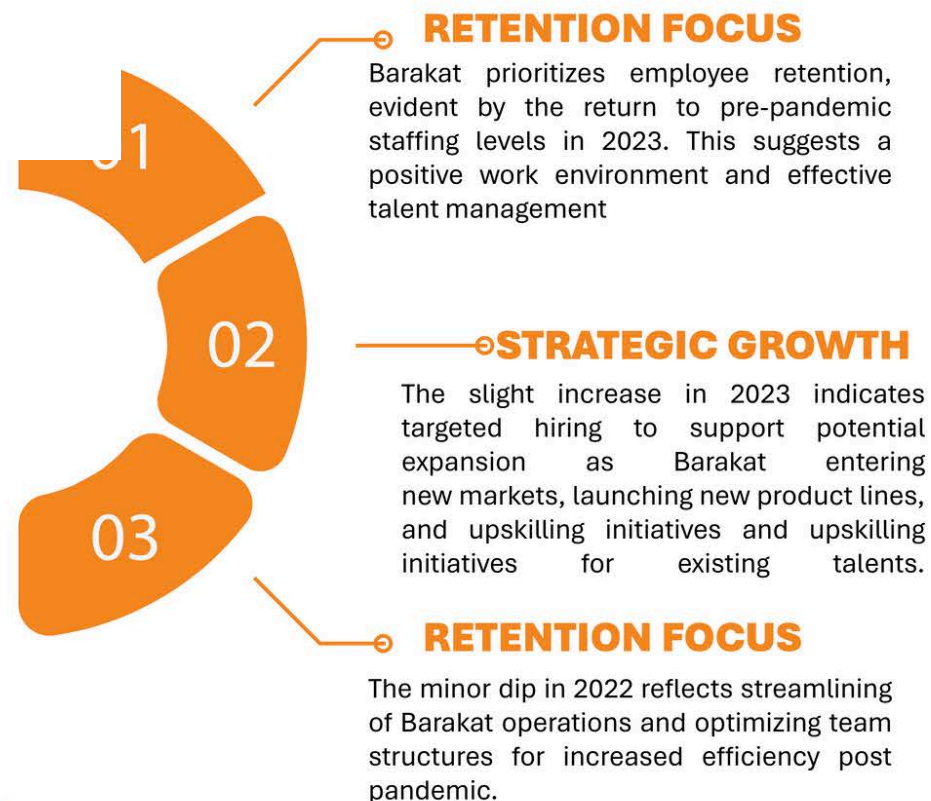 01
RETENTION FOCUS
Barakat prioritizes employee retention,
evident by the return to pre-pandemic
staffing levels in 2023. This suggests a
positive work environment and effective
talent management
02
STRATEGIC GROWTH
The slight increase in 2023 indicates
targeted hiring to support potential
expansion as Barakat entering
new markets, launching new product lines,
and upskilling initiatives and upskilling
initiatives for existing talents.
03
RETENTION FOCUS
The minor dip in 2022 reflects streamlining
of Barakat operations and optimizing team
structures for increased efficiency post
pandemic.